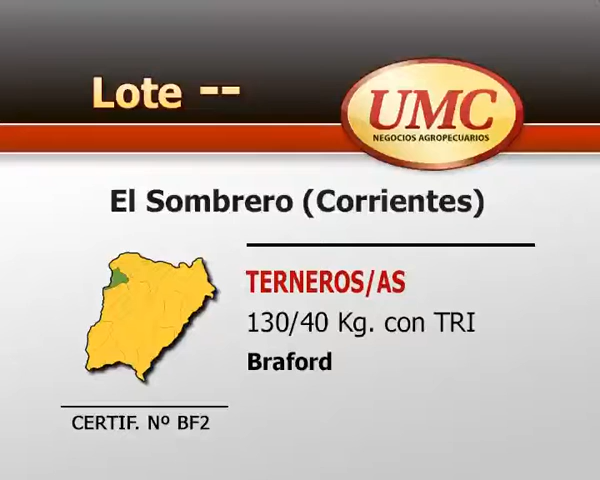 Lote --
UMC
NEGOCIOS AGROPECUARIOS
El Sombrero (Corrientes)
TERNEROS/AS
130/40 Kg. con TRI
Braford
CERTIF. Nº BF2